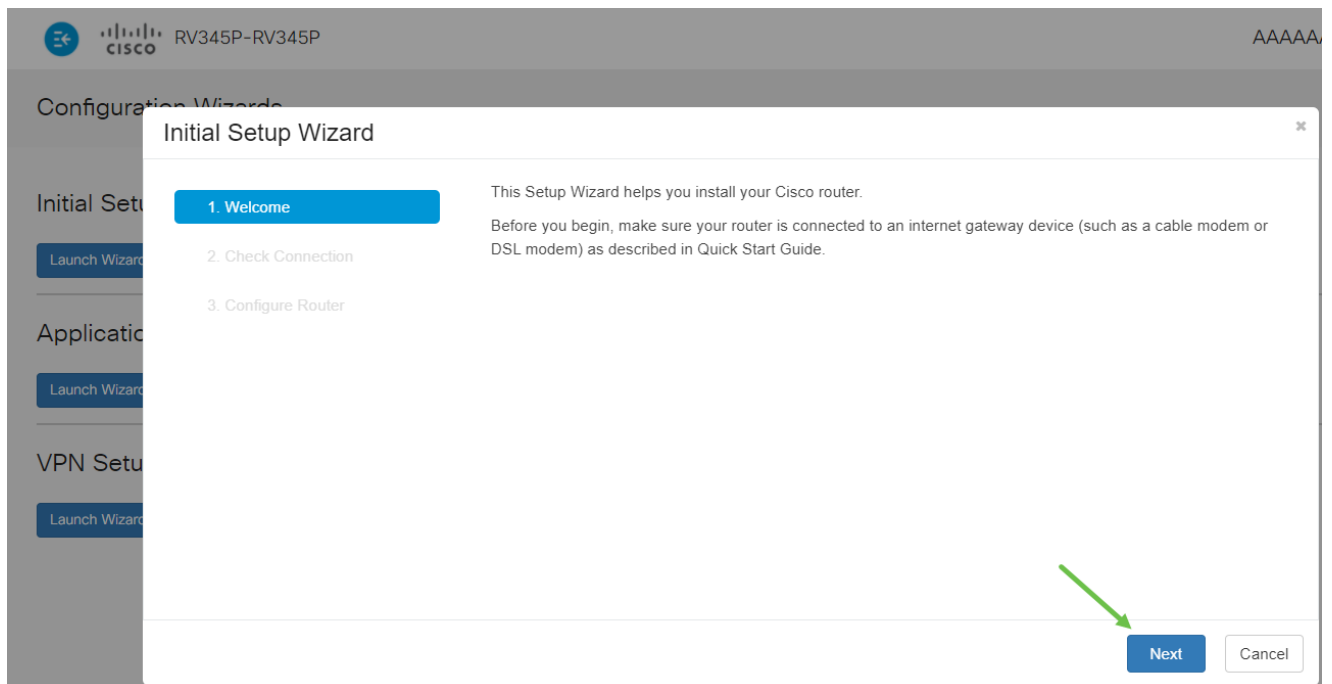 CISCO RV345P-RV345P
AAAAAA
Configuration Wizards
Initial Setup Wizard
Initial Setu
1. Welcome
2. Check Connection
3. Configure Router
This Setup Wizard helps you install your Cisco router.
Before you begin, make sure your router is connected to an internet gateway device (such as a cable modem or
DSL modem) as described in Quick Start Guide.
Launch Wizard
Applicatio
Launch Wizard
VPN Setu
Launch Wizard
Next
Cancel